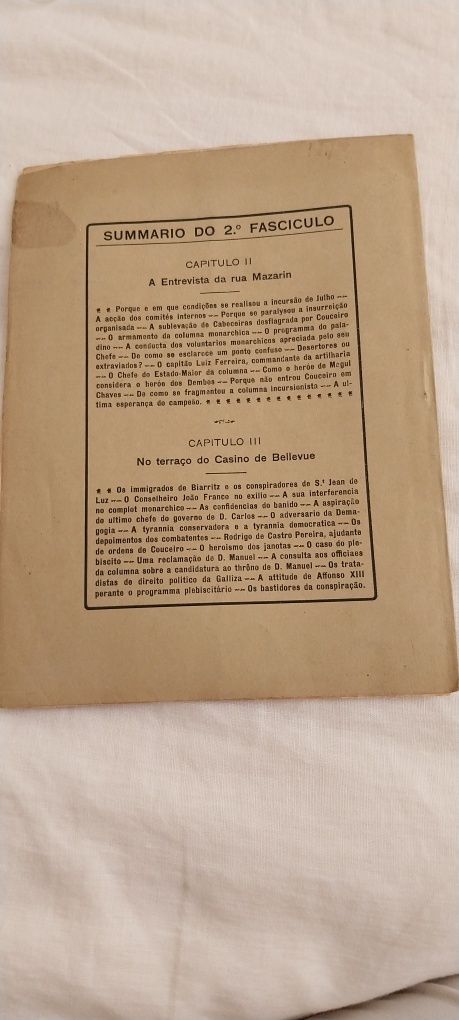 SUMMARIO DO 2.º FASCICULO
CAPITULO II
A Entrevista da rua Mazarin
* * Porque e em que condições se realisou a incursão de Julho —
A acção dos comités internos — Porque se paralysou a insurreição
organisada — A sublevação de Cabeceiras desflagrada por Couceiro
— O armamento da columna monarchica — O programma do pala-
dino — A conducta dos voluntarios monarchicos apreciada pelo seu
Chefe — De como se esclarece um ponto confuso — Desertores ou
extraviados? — O capitão Luiz Ferreira, commandante da artilharia
— O Chefe do Estado-Maior da columna — Como o heróe de Magul
considera o heróe dos Dembos — Porque não entrou Couceiro em
Chaves — De como se fragmentou a columna incursionista — A ul-
tima esperança do campeão. * * * * * * * * * * * * * * *
CAPITULO III
No terraço do Casino de Bellevue
* * Os immigrados de Biarritz e os conspiradores de S.t Jean de
Luz — O Conselheiro João Franco no exilio — A sua interferencia
no complot monarchico — As confidencias do banido — A aspiração
do ultimo chefe do governo de D. Carlos — O adversario da Dema-
gogia — A tyrannia conservadora e a tyrannia democratica — Os
depoimentos dos combatentes — Rodrigo de Castro Pereira, ajudante
de ordens de Couceiro — O heroismo dos janotas — O caso do ple-
biscito — Uma reclamação de D. Manuel — A consulta aos officiaes
da columna sobre a candidatura ao thrôno de D. Manuel — Os trata-
distas de direito politico da Galliza — A attitude de Affonso XIII
perante o programma plebiscitário — Os bastidores da conspiração.